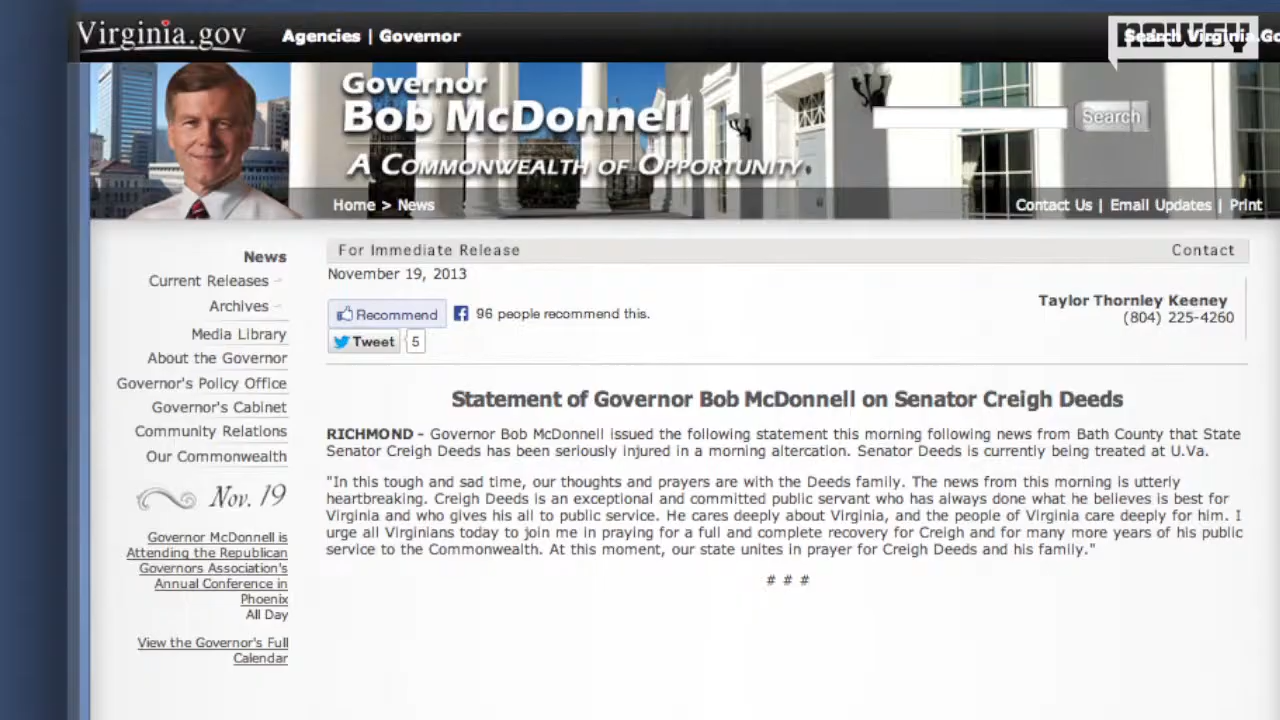 Virginia.gov
Agencies | Governor
Search Virginia.Go
newsy
Governor
Bob McDonnell
A COMMONWEALTH OF OPPORTUNITY
Search
Home > News
Contact Us | Email Updates | Print
News
Current Releases
Archives
Media Library
About the Governor
Governor's Policy Office
Governor's Cabinet
Community Relations
Our Commonwealth
Nov. 19
Governor McDonnell is
Attending the Republican
Governors Association's
Annual Conference in
Phoenix
All Day
View the Governor's Full
Calendar
For Immediate Release
Contact
November 19, 2013
Taylor Thornley Keeney
(804) 225-4260
Recommend
96 people recommend this.
Tweet
5
Statement of Governor Bob McDonnell on Senator Creigh Deeds
RICHMOND - Governor Bob McDonnell issued the following statement this morning following news from Bath County that State
Senator Creigh Deeds has been seriously injured in a morning altercation. Senator Deeds is currently being treated at U.Va.
"In this tough and sad time, our thoughts and prayers are with the Deeds family. The news from this morning is utterly
heartbreaking. Creigh Deeds is an exceptional and committed public servant who has always done what he believes is best for
Virginia and who gives his all to public service. He cares deeply about Virginia, and the people of Virginia care deeply for him. I
urge all Virginians today to join me in praying for a full and complete recovery for Creigh and for many more years of his public
service to the Commonwealth. At this moment, our state unites in prayer for Creigh Deeds and his family."
# # #